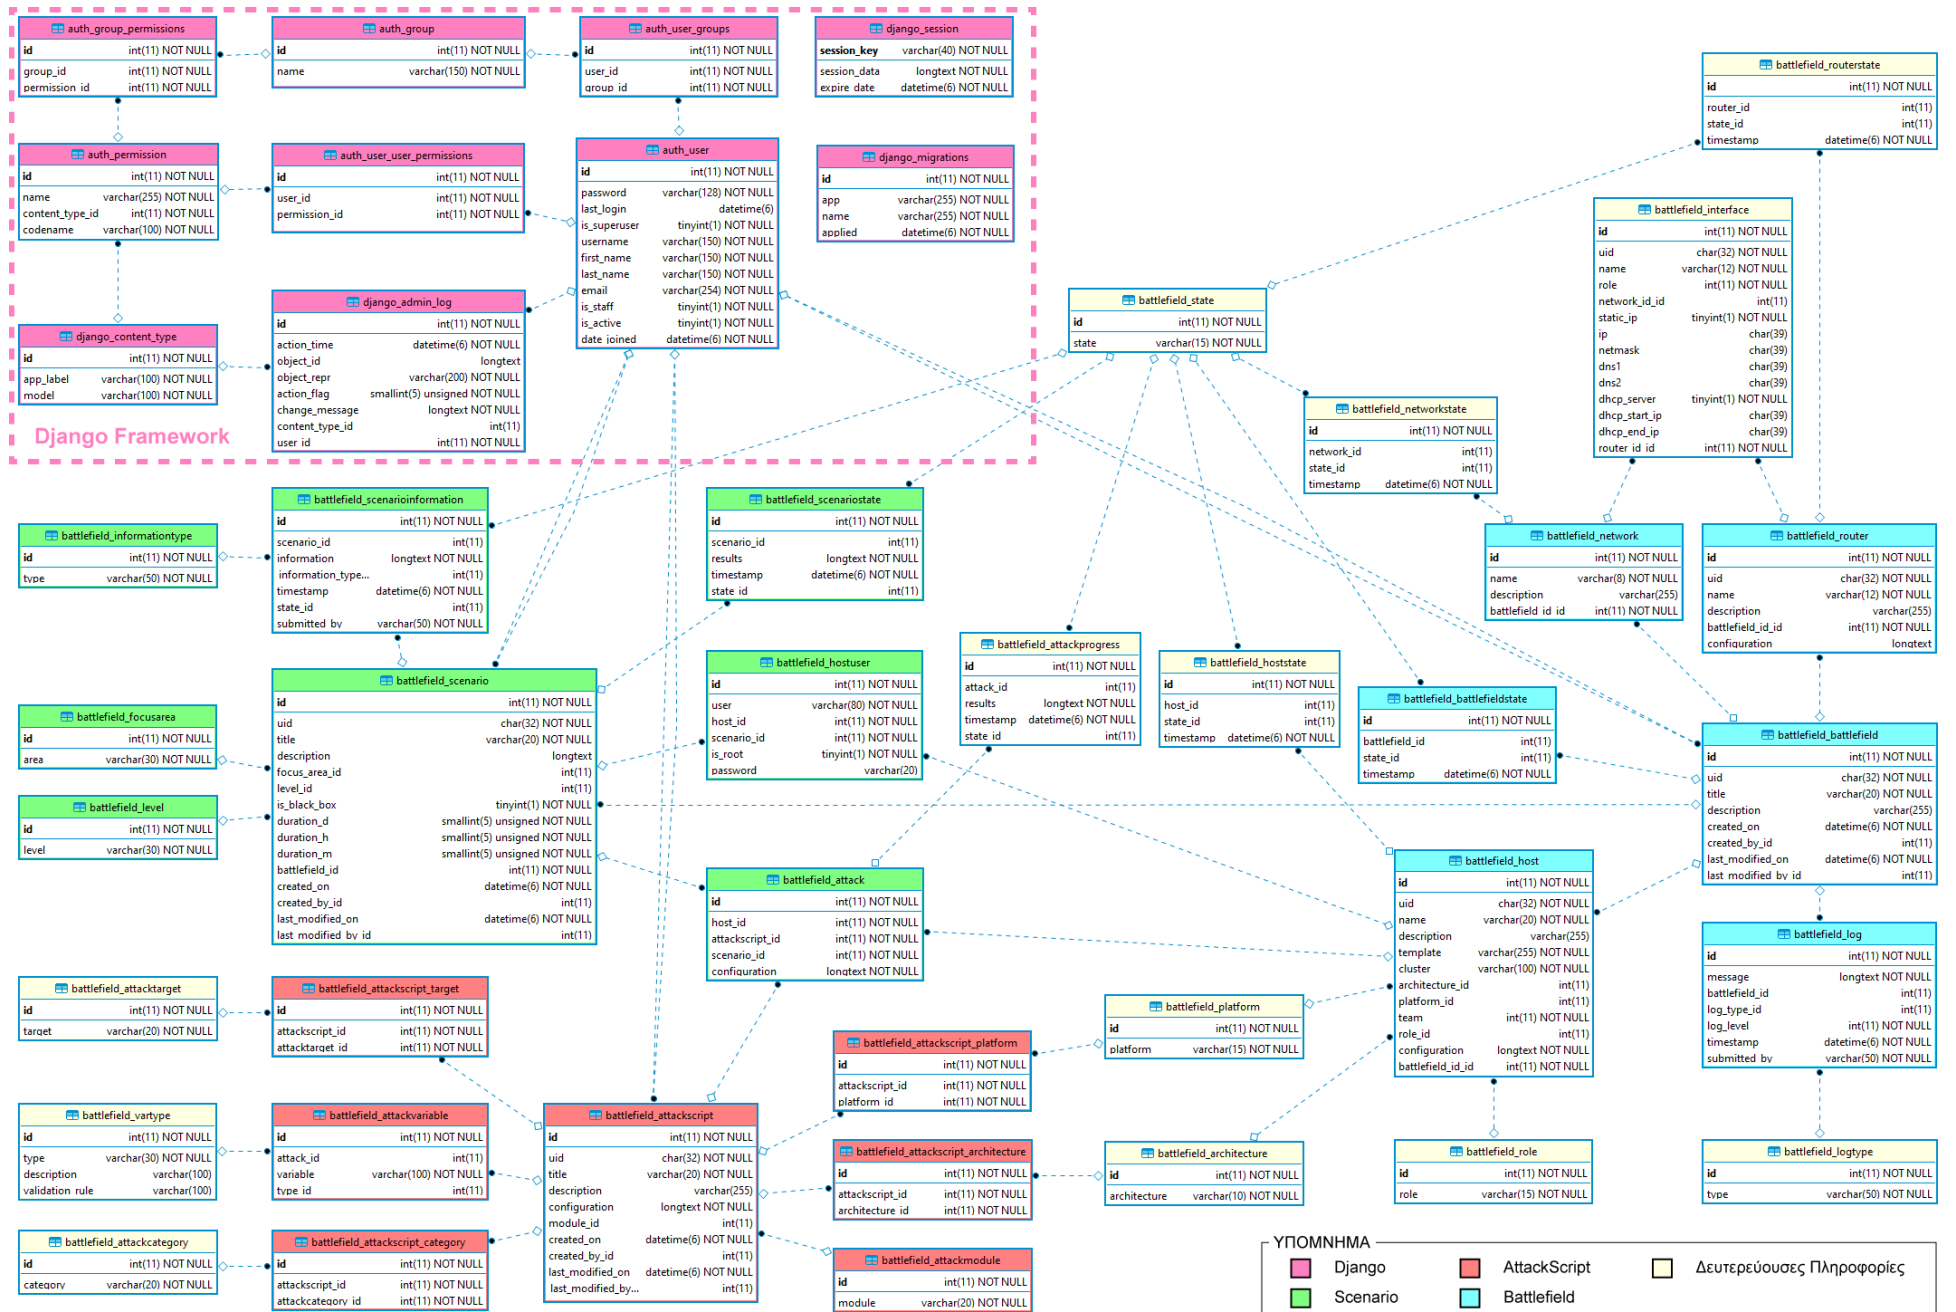 auth_group_permissions
id int(11) NOT NULL
group_id int(11) NOT NULL
permission_id int(11) NOT NULL
auth_group
id int(11) NOT NULL
name varchar(150) NOT NULL
auth_user_groups
id int(11) NOT NULL
user_id int(11) NOT NULL
group_id int(11) NOT NULL
django_session
session_key varchar(40) NOT NULL
session_data longtext NOT NULL
expire_date datetime(6) NOT NULL
battlefield_routerstate
id int(11) NOT NULL
router_id int(11)
state_id int(11)
timestamp datetime(6) NOT NULL
auth_permission
id int(11) NOT NULL
name varchar(255) NOT NULL
content_type_id int(11) NOT NULL
codename varchar(100) NOT NULL
auth_user_user_permissions
id int(11) NOT NULL
user_id int(11) NOT NULL
permission_id int(11) NOT NULL
auth_user
id int(11) NOT NULL
password varchar(128) NOT NULL
last_login datetime(6)
is_superuser tinyint(1) NOT NULL
username varchar(150) NOT NULL
first_name varchar(150) NOT NULL
last_name varchar(150) NOT NULL
email varchar(254) NOT NULL
is_staff tinyint(1) NOT NULL
is_active tinyint(1) NOT NULL
date_joined datetime(6) NOT NULL
django_migrations
id int(11) NOT NULL
app varchar(255) NOT NULL
name varchar(255) NOT NULL
applied datetime(6) NOT NULL
battlefield_interface
id int(11) NOT NULL
uid char(32) NOT NULL
name varchar(12) NOT NULL
role int(11) NOT NULL
network_id_id int(11)
static_ip tinyint(1) NOT NULL
ip char(39)
netmask char(39)
dns1 char(39)
dns2 char(39)
dhcp_server tinyint(1) NOT NULL
dhcp_start_ip char(39)
dhcp_end_ip char(39)
router_id_id int(11) NOT NULL
django_content_type
id int(11) NOT NULL
app_label varchar(100) NOT NULL
model varchar(100) NOT NULL
django_admin_log
id int(11) NOT NULL
action_time datetime(6) NOT NULL
object_id longtext
object_repr varchar(200) NOT NULL
action_flag smallint(5) unsigned NOT NULL
change_message longtext NOT NULL
content_type_id int(11)
user_id int(11) NOT NULL
Django Framework
battlefield_state
id int(11) NOT NULL
state varchar(15) NOT NULL
battlefield_networkstate
id int(11) NOT NULL
network_id int(11)
state_id int(11)
timestamp datetime(6) NOT NULL
battlefield_informationtype
id int(11) NOT NULL
type varchar(50) NOT NULL
battlefield_scenarioinformation
id int(11) NOT NULL
scenario_id int(11)
information longtext NOT NULL
information_type... int(11)
timestamp datetime(6) NOT NULL
state_id int(11)
submitted_by varchar(50) NOT NULL
battlefield_scenariostate
id int(11) NOT NULL
scenario_id int(11)
results longtext NOT NULL
timestamp datetime(6) NOT NULL
state_id int(11)
battlefield_network
id int(11) NOT NULL
name varchar(8) NOT NULL
description varchar(255)
battlefield_id_id int(11) NOT NULL
battlefield_router
id int(11) NOT NULL
uid char(32) NOT NULL
name varchar(12) NOT NULL
description varchar(255)
battlefield_id_id int(11) NOT NULL
configuration longtext
battlefield_focusarea
id int(11) NOT NULL
area varchar(30) NOT NULL
battlefield_level
id int(11) NOT NULL
level varchar(30) NOT NULL
battlefield_scenario
id int(11) NOT NULL
uid char(32) NOT NULL
title varchar(20) NOT NULL
description longtext
focus_area_id int(11)
level_id int(11)
is_black_box tinyint(1) NOT NULL
duration_d smallint(5) unsigned NOT NULL
duration_h smallint(5) unsigned NOT NULL
duration_m smallint(5) unsigned NOT NULL
battlefield_id int(11) NOT NULL
created_on datetime(6) NOT NULL
created_by_id int(11)
last_modified_on datetime(6) NOT NULL
last_modified_by_id int(11)
battlefield_hostuser
id int(11) NOT NULL
user varchar(80) NOT NULL
host_id int(11) NOT NULL
scenario_id int(11) NOT NULL
is_root tinyint(1) NOT NULL
password varchar(20)
battlefield_attackprogress
id int(11) NOT NULL
attack_id int(11)
results longtext NOT NULL
timestamp datetime(6) NOT NULL
state_id int(11)
battlefield_hoststate
id int(11) NOT NULL
host_id int(11)
state_id int(11)
timestamp datetime(6) NOT NULL
battlefield_battlefieldstate
id int(11) NOT NULL
battlefield_id int(11)
state_id int(11)
timestamp datetime(6) NOT NULL
battlefield_battlefield
id int(11) NOT NULL
uid char(32) NOT NULL
title varchar(20) NOT NULL
description varchar(255)
created_on datetime(6) NOT NULL
created_by_id int(11)
last_modified_on datetime(6) NOT NULL
last_modified_by_id int(11)
battlefield_attack
id int(11) NOT NULL
host_id int(11) NOT NULL
attackscript_id int(11) NOT NULL
scenario_id int(11) NOT NULL
configuration longtext NOT NULL
battlefield_host
id int(11) NOT NULL
uid char(32) NOT NULL
name varchar(20) NOT NULL
description varchar(255)
template varchar(255) NOT NULL
cluster varchar(100) NOT NULL
architecture_id int(11)
platform_id int(11)
team int(11) NOT NULL
role_id int(11)
configuration longtext NOT NULL
battlefield_id_id int(11) NOT NULL
battlefield_log
id int(11) NOT NULL
message longtext NOT NULL
battlefield_id int(11)
log_type_id int(11)
log_level int(11) NOT NULL
timestamp datetime(6) NOT NULL
submitted_by varchar(50) NOT NULL
battlefield_attacktarget
id int(11) NOT NULL
target varchar(20) NOT NULL
battlefield_attackscript_target
id int(11) NOT NULL
attackscript_id int(11) NOT NULL
attacktarget_id int(11) NOT NULL
battlefield_attackscript_platform
id int(11) NOT NULL
attackscript_id int(11) NOT NULL
platform_id int(11) NOT NULL
battlefield_platform
id int(11) NOT NULL
platform varchar(15) NOT NULL
battlefield_vartype
id int(11) NOT NULL
type varchar(30) NOT NULL
description varchar(100)
validation_rule varchar(100)
battlefield_attackvariable
id int(11) NOT NULL
attack_id int(11)
variable varchar(100) NOT NULL
type_id int(11)
battlefield_attackscript
id int(11) NOT NULL
uid char(32) NOT NULL
title varchar(20) NOT NULL
description varchar(255)
configuration longtext NOT NULL
module_id int(11)
created_on datetime(6) NOT NULL
created_by_id int(11)
last_modified_on datetime(6) NOT NULL
last_modified_by... int(11)
battlefield_attackscript_architecture
id int(11) NOT NULL
attackscript_id int(11) NOT NULL
architecture_id int(11) NOT NULL
battlefield_architecture
id int(11) NOT NULL
architecture varchar(10) NOT NULL
battlefield_role
id int(11) NOT NULL
role varchar(15) NOT NULL
battlefield_logtype
id int(11) NOT NULL
type varchar(50) NOT NULL
battlefield_attackcategory
id int(11) NOT NULL
category varchar(20) NOT NULL
battlefield_attackscript_category
id int(11) NOT NULL
attackscript_id int(11) NOT NULL
attackcategory_id int(11) NOT NULL
battlefield_attackmodule
id int(11) NOT NULL
module varchar(20) NOT NULL
ΥΠΟΜΝΗΜΑ
Django AttackScript Δευτερεύουσες Πληροφορίες
Scenario Battlefield